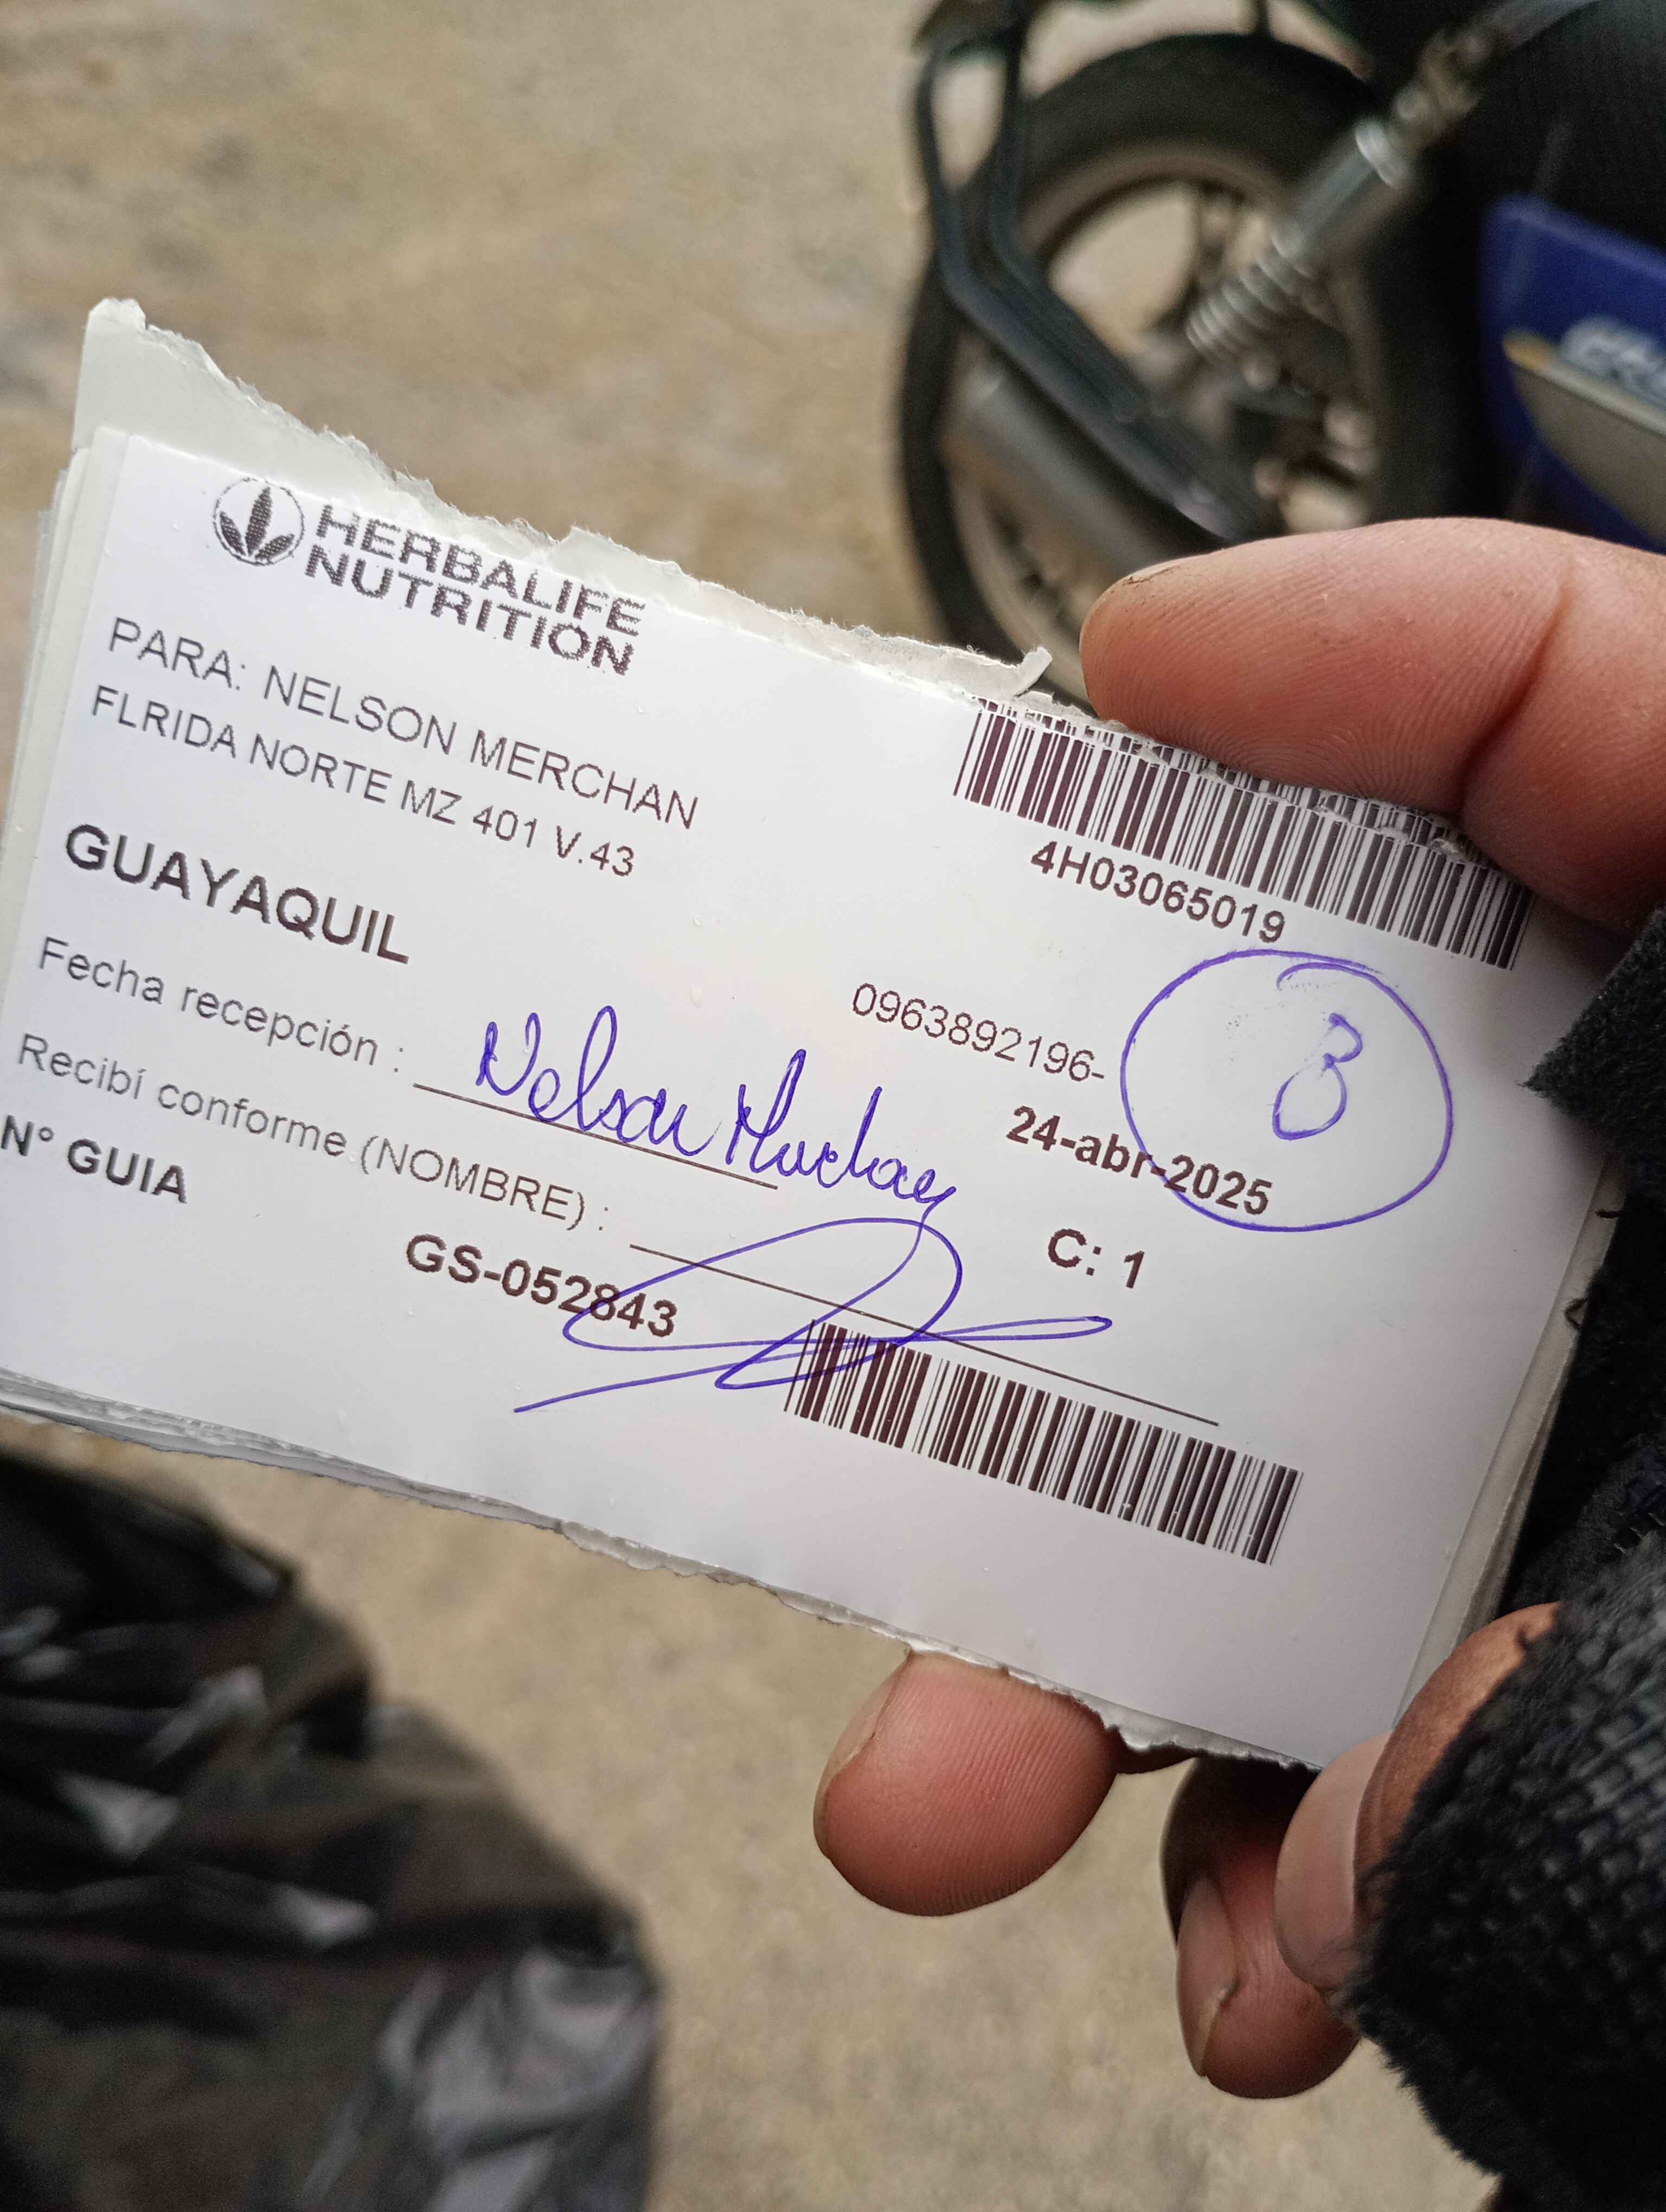 HERBALIFE
NUTRITION
PARA: NELSON MERCHAN
FLRIDA NORTE MZ 401 V.43
4H03065019
GUAYAQUIL
0963892196-
3
Fecha recepción : Nelson
24-abr-2025
Recibí conforme (NOMBRE) :
C: 1
N° GUIA
GS-052843